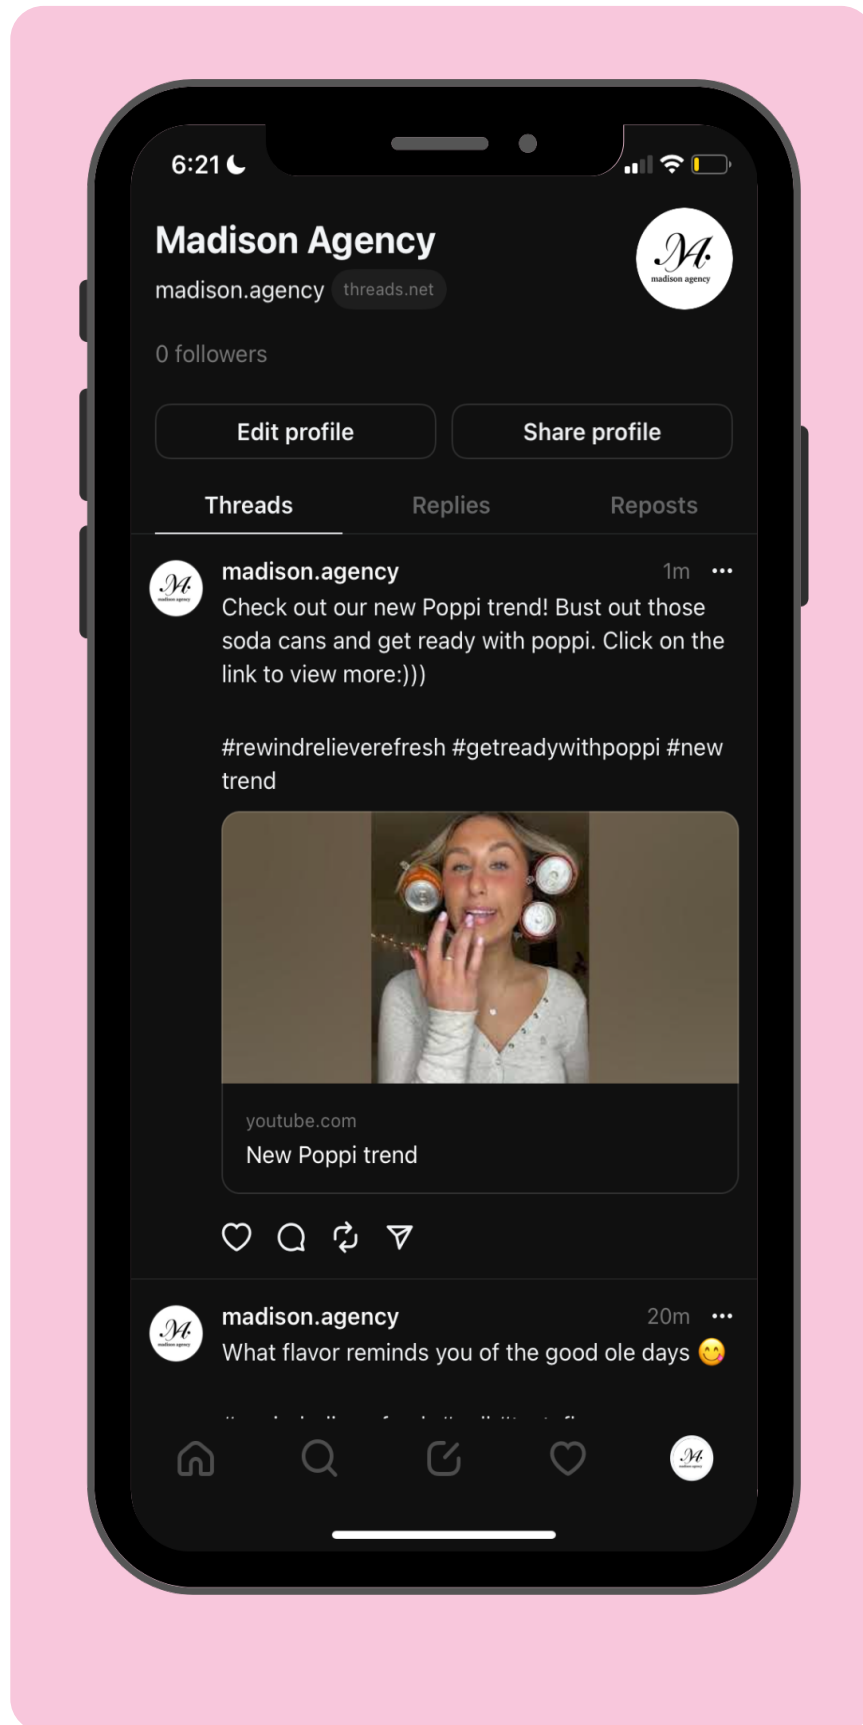 6:21
Madison Agency
madison agency
madison.agency threads.net
0 followers
Edit profile Share profile
Threads Replies Reposts
madison.agency 1m
Check out our new Poppi trend! Bust out those
soda cans and get ready with poppi. Click on the
link to view more:)))
#rewindrelieverefresh #getreadywithpoppi #new
trend
youtube.com
New Poppi trend
madison.agency 20m
What flavor reminds you of the good ole days 😋